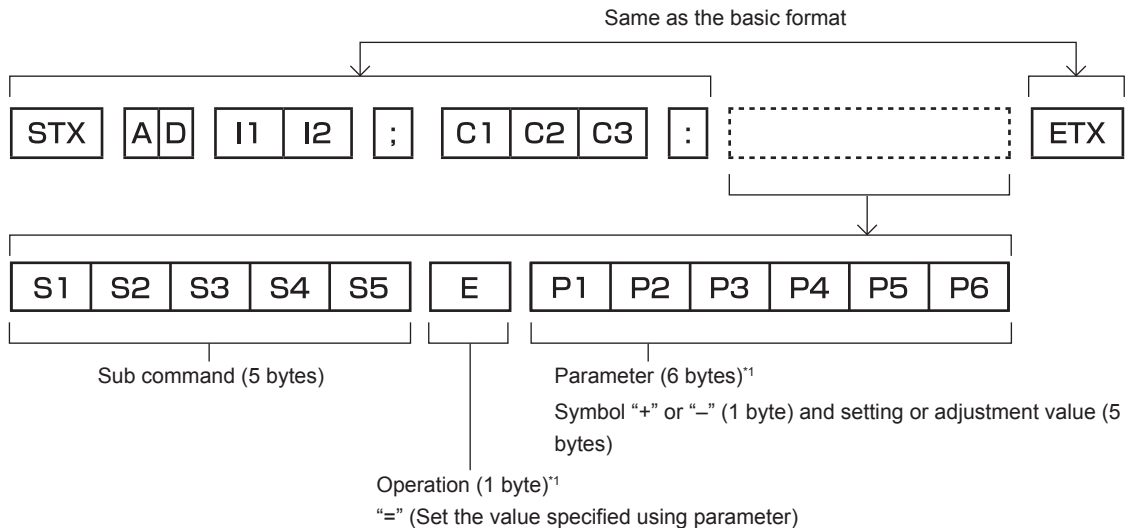 Same as the basic format
STX A D I1 I2 ; C1 C2 C3 : ETX
S1 S2 S3 S4 S5 E P1 P2 P3 P4 P5 P6
Sub command (5 bytes)
Parameter (6 bytes)*1
Symbol “+” or “–” (1 byte) and setting or adjustment value (5
bytes)
Operation (1 byte)*1
“=” (Set the value specified using parameter)